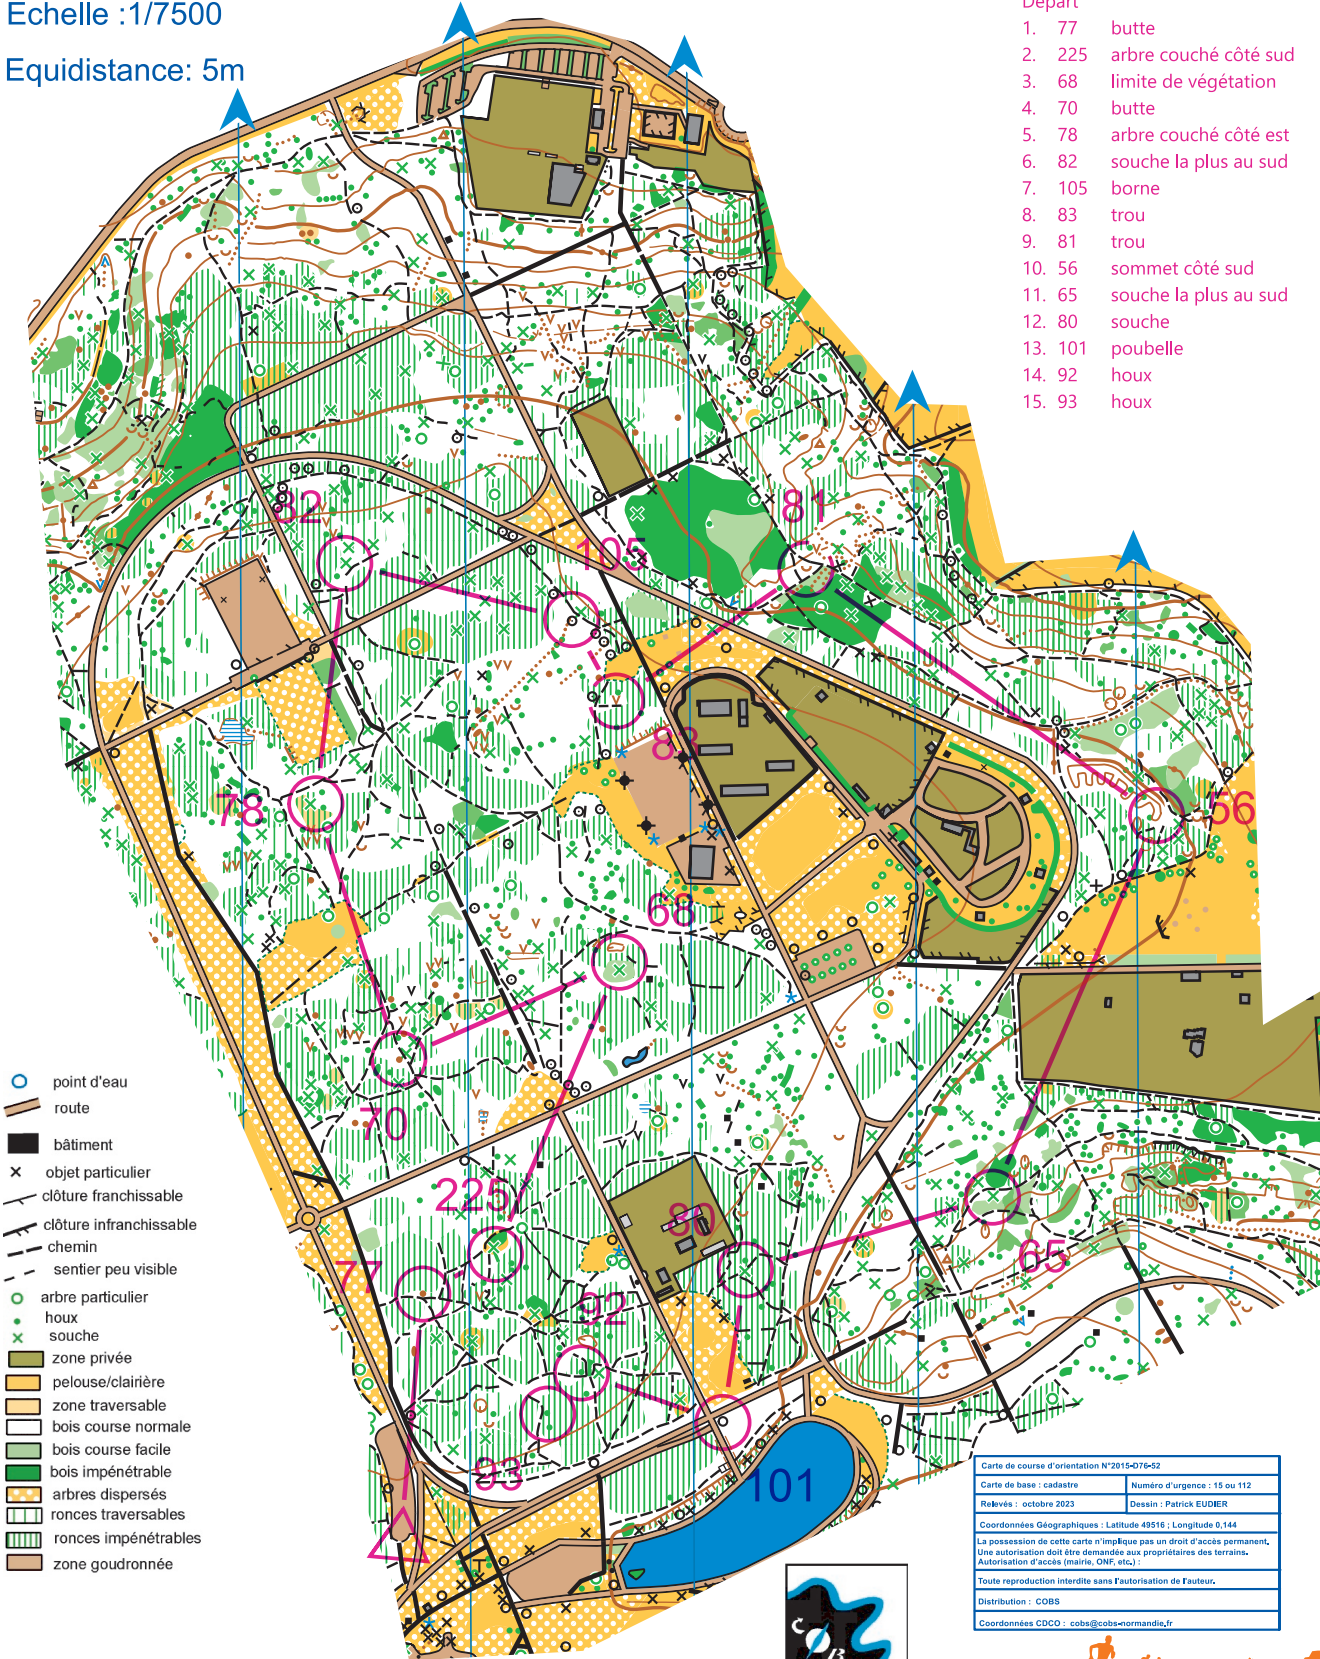 Echelle :1/7500
Equidistance: 5m
Départ
1. 77 butte
2. 225 arbre couché côté sud
3. 68 limite de végétation
4. 70 butte
5. 78 arbre couché côté est
6. 82 souche la plus au sud
7. 105 borne
8. 83 trou
9. 81 trou
10. 56 sommet côté sud
11. 65 souche la plus au sud
12. 80 souche
13. 101 poubelle
14. 92 houx
15. 93 houx
82
81
105
83
78
56
68
70
225
80
77
65
92
93
101
point d'eau
route
bâtiment
objet particulier
clôture franchissable
clôture infranchissable
chemin
sentier peu visible
arbre particulier
houx
souche
zone privée
pelouse/clairière
zone traversable
bois course normale
bois course facile
bois impénétrable
arbres dispersés
ronces traversables
ronces impénétrables
zone goudronnée
Carte de course d'orientation N°2015-D76-52
Carte de base : cadastre
Numéro d'urgence : 15 ou 112
Relevés : octobre 2023
Dessin : Patrick EUDIER
Coordonnées Géographiques : Latitude 49516 ; Longitude 0,144
La possession de cette carte n'implique pas un droit d'accès permanent,
Une autorisation doit être demandée aux propriétaires des terrains.
Autorisation d'accès (mairie, ONF, etc.) :
Toute reproduction interdite sans l'autorisation de l'auteur.
Distribution : COBS
Coordonnées CDCO : cobs@cobs-normandie.fr